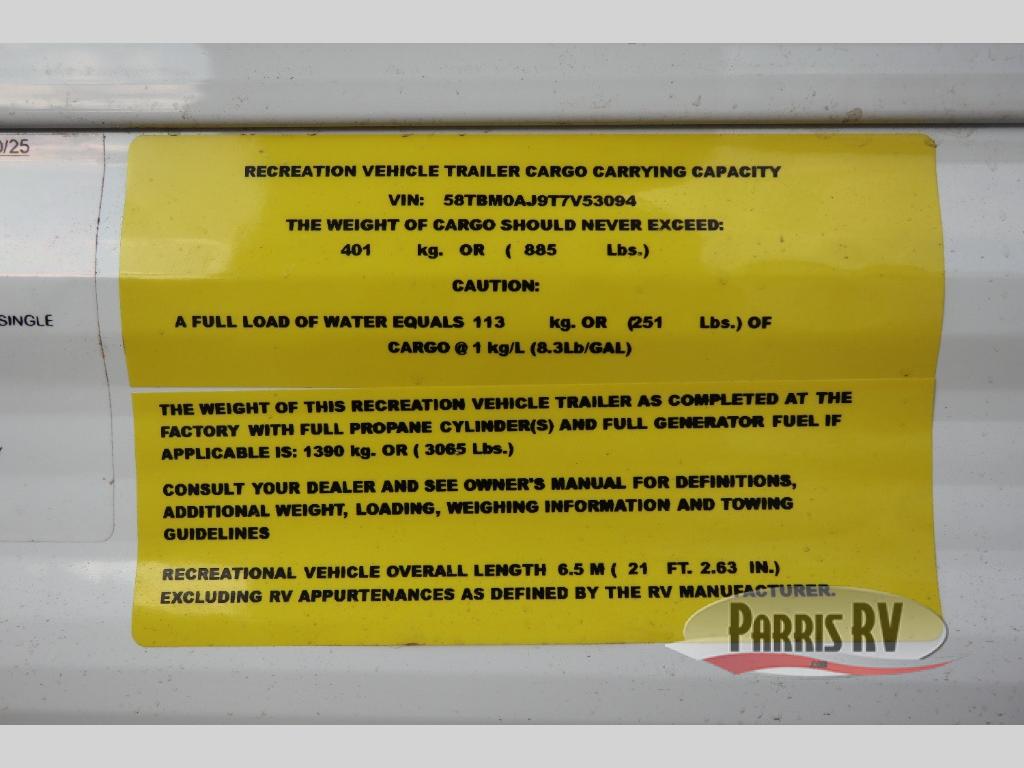 0/25
RECREATION VEHICLE TRAILER CARGO CARRYING CAPACITY
VIN: 58TBM0AJ9T7V53094
THE WEIGHT OF CARGO SHOULD NEVER EXCEED:
401 kg. OR ( 885 Lbs.)
CAUTION:
SINGLE
A FULL LOAD OF WATER EQUALS 113 kg. OR (251 Lbs.) OF
CARGO @ 1 kg/L (8.3Lb/GAL)
THE WEIGHT OF THIS RECREATION VEHICLE TRAILER AS COMPLETED AT THE
FACTORY WITH FULL PROPANE CYLINDER(S) AND FULL GENERATOR FUEL IF
APPLICABLE IS: 1390 kg. OR ( 3065 Lbs.)
CONSULT YOUR DEALER AND SEE OWNER'S MANUAL FOR DEFINITIONS,
ADDITIONAL WEIGHT, LOADING, WEIGHING INFORMATION AND TOWING
GUIDELINES
RECREATIONAL VEHICLE OVERALL LENGTH 6.5 M ( 21 FT. 2.63 IN.)
EXCLUDING RV APPURTENANCES AS DEFINED BY THE RV MANUFACTURER.
PARRIS RV
.com